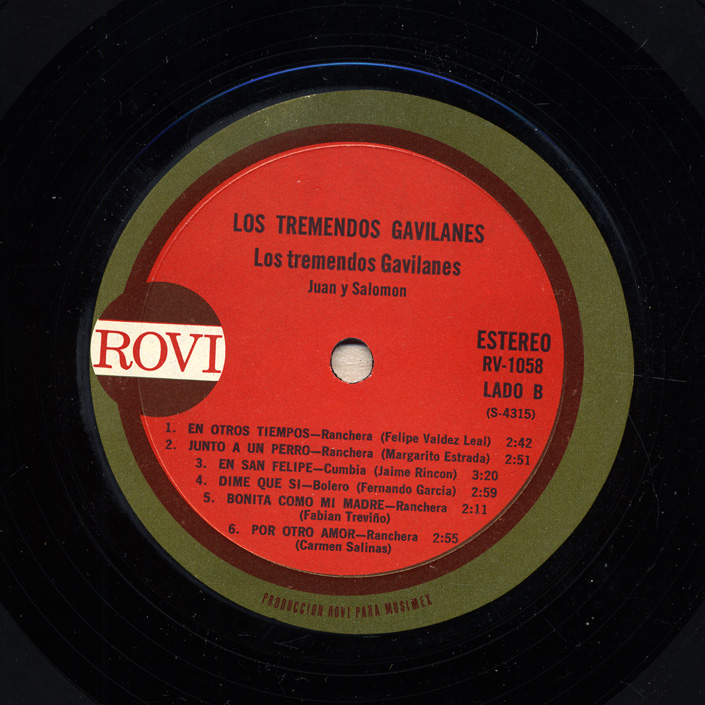 LOS TREMENDOS GAVILANES
Los tremendos Gavilanes
Juan y Salomon
ROVI
ESTEREO
RV-1058
LADO B
(S-4315)
1. EN OTROS TIEMPOS—Ranchera (Felipe Valdez Leal) 2:42
2. JUNTO A UN PERRO—Ranchera (Margarito Estrada) 2:51
3. EN SAN FELIPE—Cumbia (Jaime Rincon) 3:20
4. DIME QUE SI—Bolero (Fernando Garcia) 2:59
5. BONITA COMO MI MADRE—Ranchera 2:11
(Fabian Treviño)
6. POR OTRO AMOR—Ranchera 2:55
(Carmen Salinas)
PRODUCCION ROVI PARA MUSIMEX